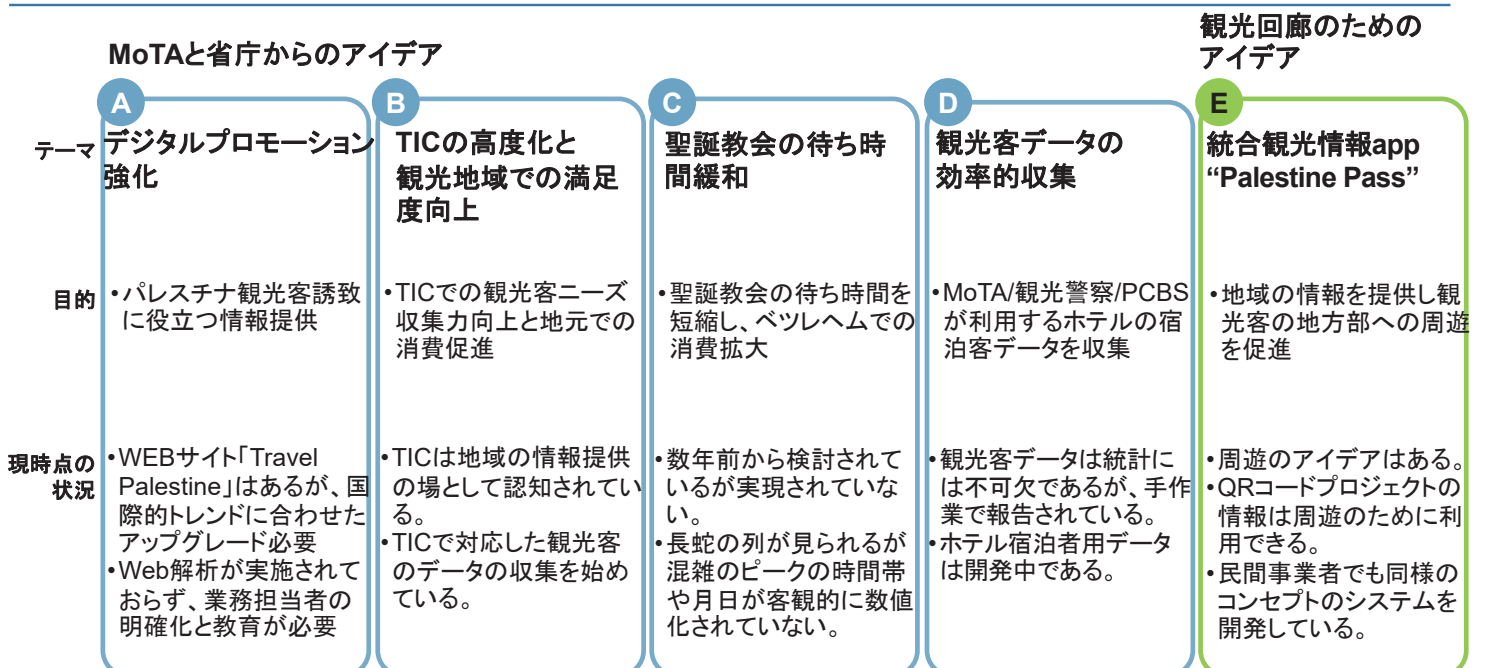 MoTAと省庁からのアイデア
観光回廊のための
アイデア
A
B
C
D
E
テーマ
デジタルプロモーション
強化
TICの高度化と
観光地域での満足
度向上
聖誕教会の待ち時
間緩和
観光客データの
効率的収集
統合観光情報app
“Palestine Pass”
目的
•パレスチナ観光客誘致
に役立つ情報提供
•TICでの観光客ニーズ
収集力向上と地元での
消費促進
•聖誕教会の待ち時間を
短縮し、ベツレヘムでの
消費拡大
•MoTA/観光警察/PCBS
が利用するホテルの宿
泊客データを収集
•地域の情報を提供し観
光客の地方部への周遊
を促進
現時点の
状況
•WEBサイト「Travel
Palestine」はあるが、国
際的トレンドに合わせた
アップグレード必要
•Web解析が実施されて
おらず、業務担当者の
明確化と教育が必要
•TICは地域の情報提供
の場として認知されてい
る。
•TICで対応した観光客
のデータの収集を始め
ている。
•数年前から検討されて
いるが実現されていな
い。
•長蛇の列が見られるが
混雑のピークの時間帯
や月日が客観的に数値
化されていない。
•観光客データは統計に
は不可欠であるが、手作
業で報告されている。
•ホテル宿泊者用データ
は開発中である。
•周遊のアイデアはある。
•QRコードプロジェクトの
情報は周遊のために利
用できる。
•民間事業者でも同様の
コンセプトのシステムを
開発している。